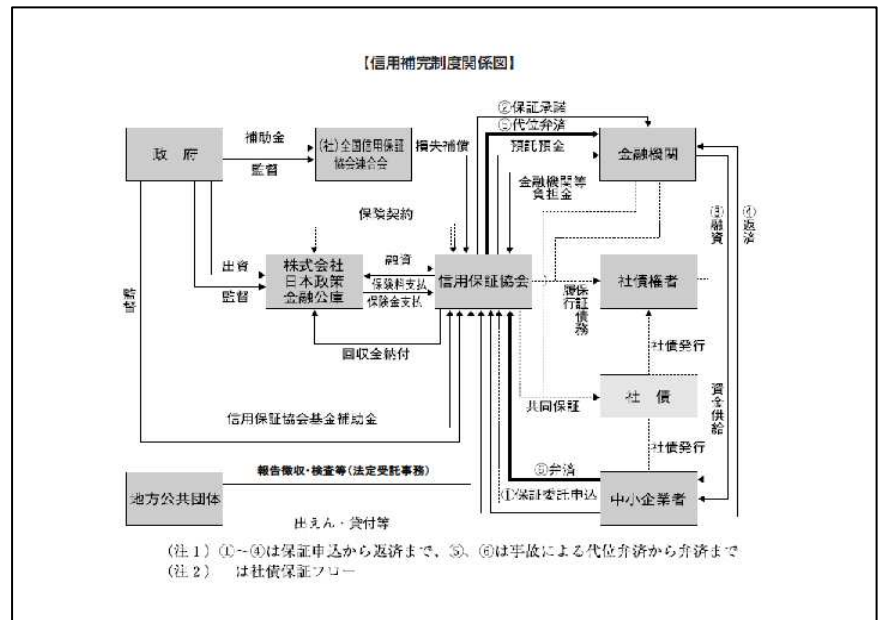 【信用補完制度関係図】
②保証承諾
⑤代位弁済
預託預金
政 府
補助金
監督
(社)全国信用保証
協会連合会
損失補償
金融機関
金融機関等
負担金
③融資
④返済
保険契約
出資
監督
株式会社
日本政策
金融公庫
融資
保険料支払
保険金支払
信用保証協会
保証債務
履行
社債権者
監督
回収金納付
社債発行
共同保証
社 債
資金供給
信用保証協会基金補助金
社債発行
報告徴収・検査等(法定受託事務)
⑥弁済
地方公共団体
①保証委託申込
中小企業者
出えん・貸付等
(注1) ①~④は保証申込から返済まで、⑤、⑥は事故による代位弁済から弁済まで
(注2) は社債保証フロー